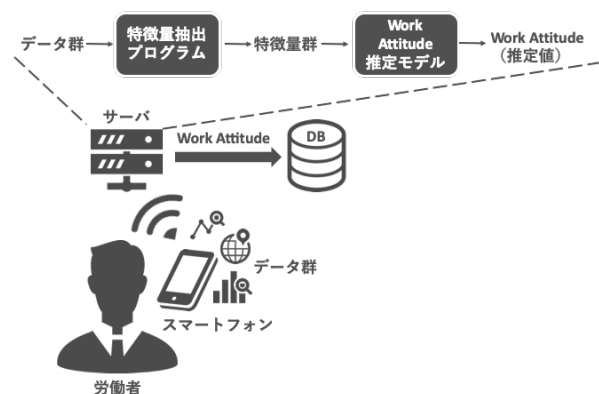 データ群
特徴量抽出
プログラム
特徴量群
Work
Attitude
推定モデル
Work Attitude
（推定値）
サーバ
Work Attitude
DB
データ群
スマートフォン
労働者